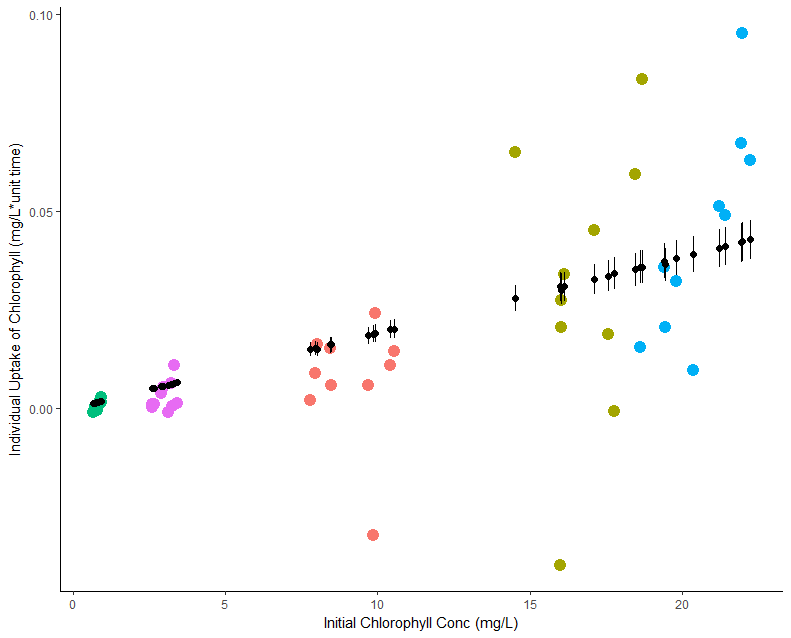 0.10
0.05
0.00
Individual Uptake of Chlorophyll (mg/L*unit time)
0 5 10 15 20
Initial Chlorophyll Conc (mg/L)